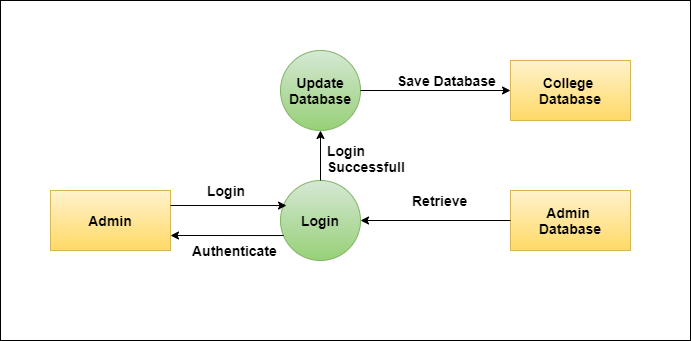 Update
Database
Save Database
College
Database
Login
Successfull
Admin
Login
Authenticate
Login
Retrieve
Admin
Database